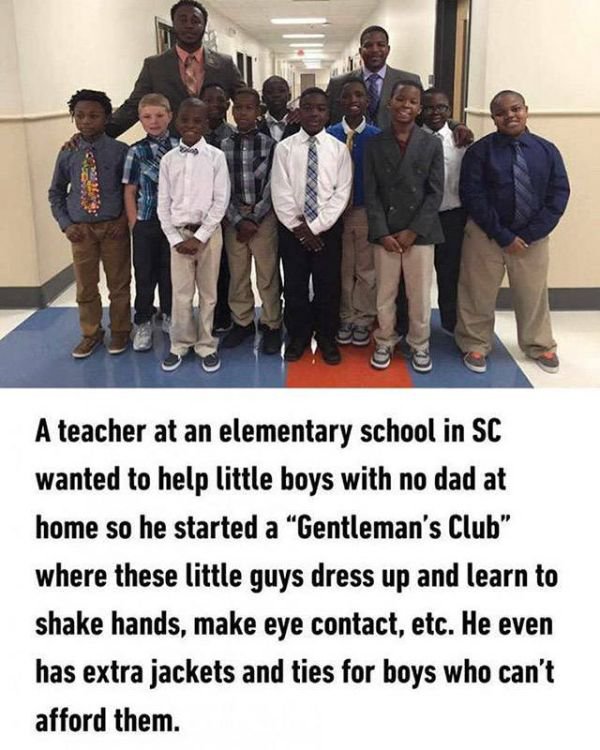 A teacher at an elementary school in SC
wanted to help little boys with no dad at
home so he started a “Gentleman’s Club”
where these little guys dress up and learn to
shake hands, make eye contact, etc. He even
has extra jackets and ties for boys who can’t
afford them.